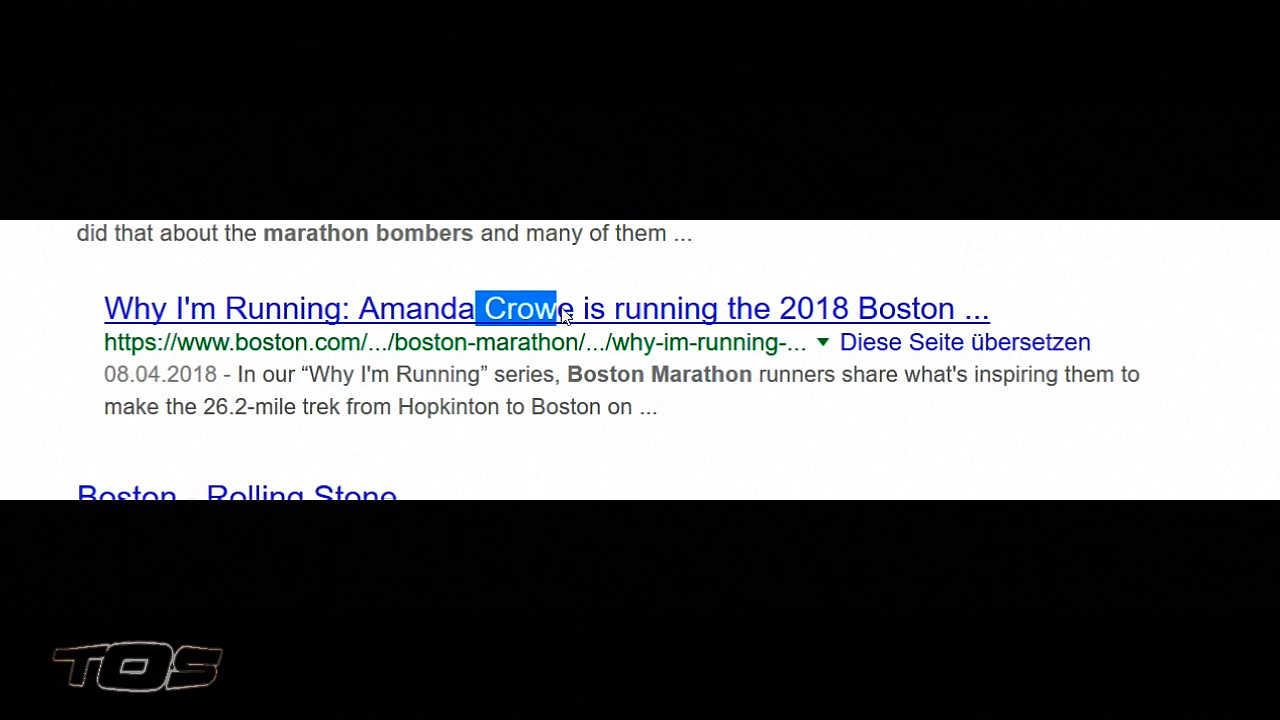 did that about the marathon bombers and many of them ...
Why I'm Running: Amanda Crowe is running the 2018 Boston ...
https://www.boston.com/.../boston-marathon/.../why-im-running-... ▼ Diese Seite übersetzen
08.04.2018 - In our “Why I'm Running” series, Boston Marathon runners share what's inspiring them to
make the 26.2-mile trek from Hopkinton to Boston on ...
Boston - Rolling Stone
TOS